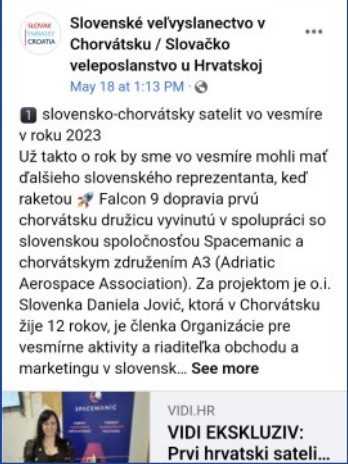 SLOVAK
EMBASSY
CROATIA
Slovenské veľvyslanectvo v
Chorvátsku / Slovačko
veleposlanstvo u Hrvatskoj
May 18 at 1:13 PM ·
1 slovensko-chorvátsky satelit vo vesmíre
v roku 2023
Už takto o rok by sme vo vesmíre mohli mať
ďalšieho slovenského reprezentanta, keď
raketou 🚀 Falcon 9 dopravia prvú
chorvátsku družicu vyvinutú v spolupráci so
slovenskou spoločnosťou Spacemanic a
chorvátskym združením A3 (Adriatic
Aerospace Association). Za projektom je o.i.
Slovenka Daniela Jović, ktorá v Chorvátsku
žije 12 rokov, je členka Organizácie pre
vesmírne aktivity a riaditeľka obchodu a
marketingu v slovensk... See more
SPACEMANIC
VIDI.HR
VIDI EKSKLUZIV:
Prvi hrvatski sateli...